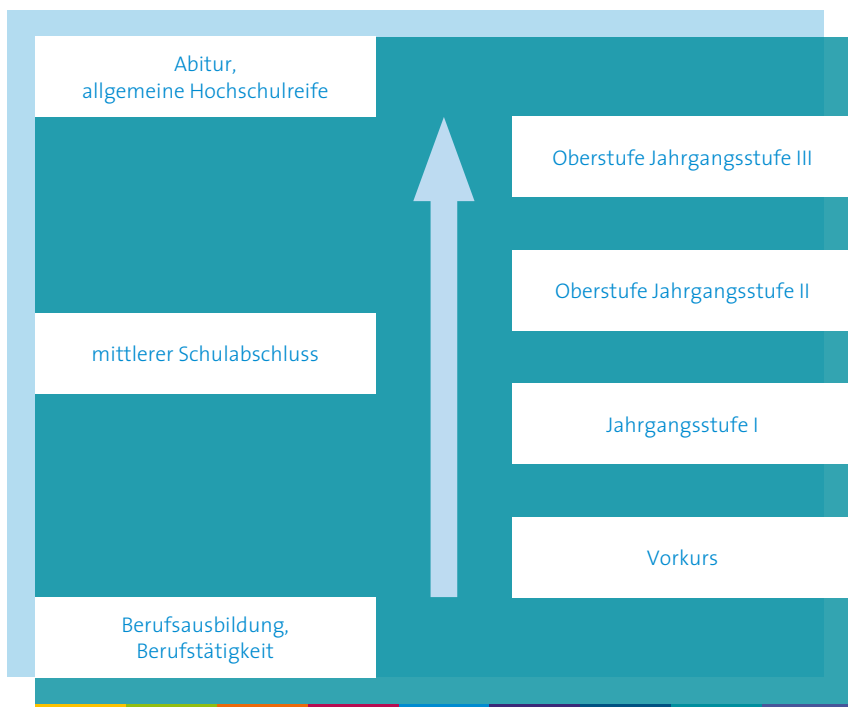 Abitur,
allgemeine Hochschulreife
Oberstufe Jahrgangsstufe III
Oberstufe Jahrgangsstufe II
mittlerer Schulabschluss
Jahrgangsstufe I
Vorkurs
Berufsausbildung,
Berufstätigkeit